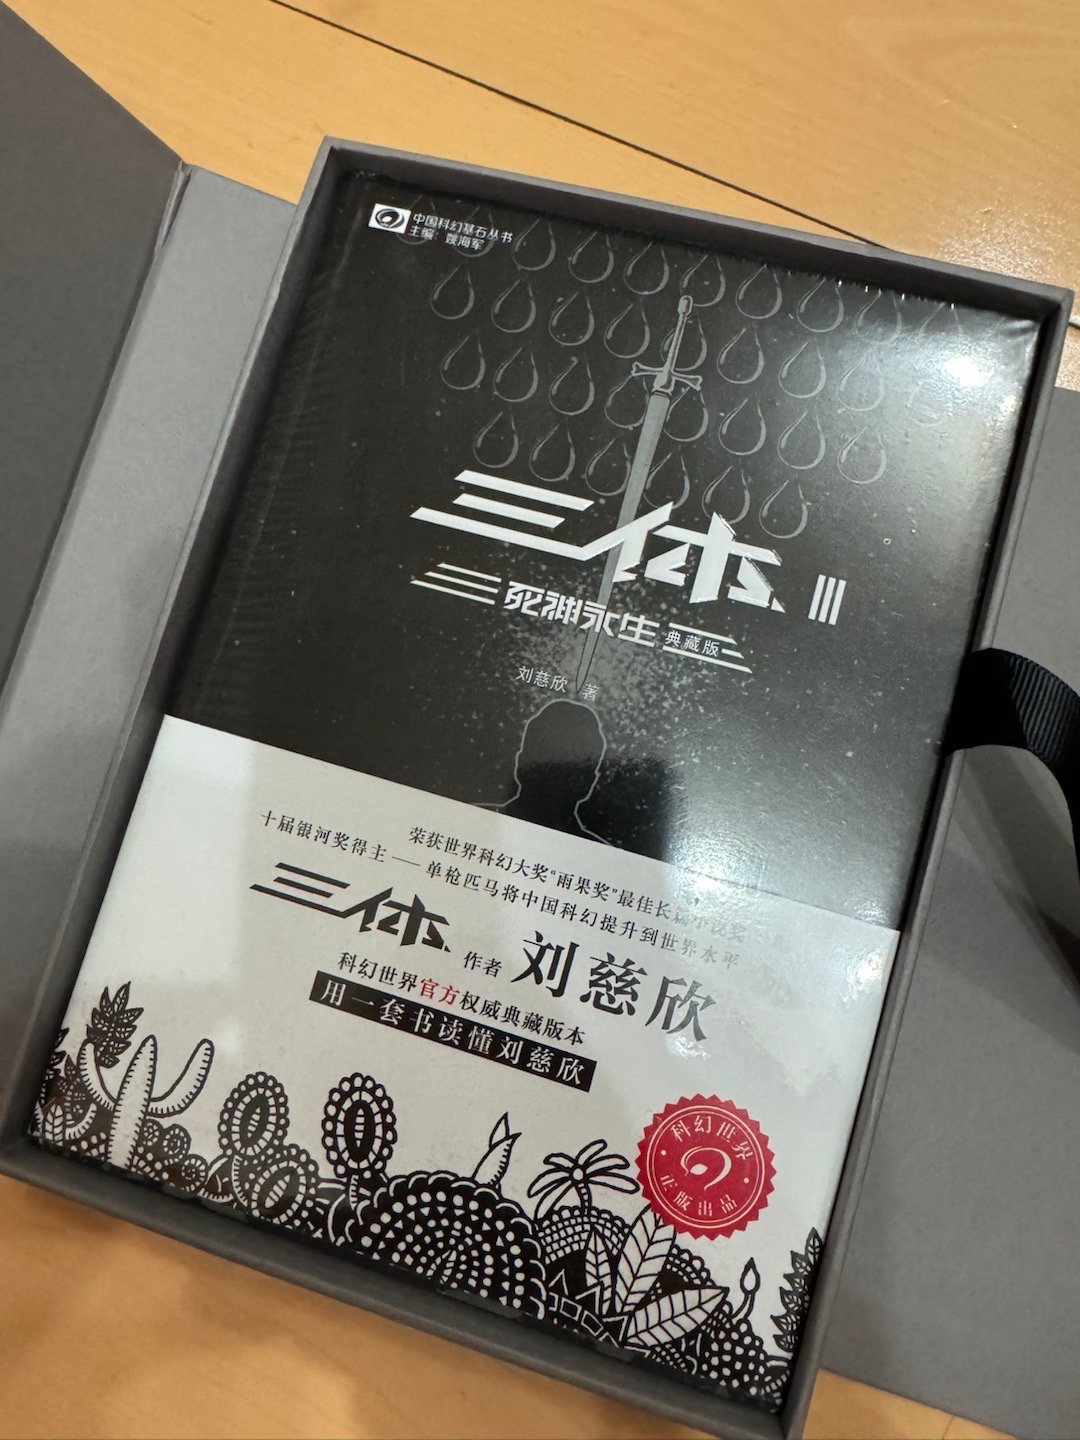 中国科幻基石丛书
主编：姚海军
三体 III
死神永生 典藏版
刘慈欣 著
荣获世界科幻大奖“雨果奖”最佳长篇小说奖
十届银河奖得主——单枪匹马将中国科幻提升到世界水平
三体 作者 刘慈欣
科幻世界官方权威典藏版本
用一套书读懂刘慈欣
科幻世界
正版出品